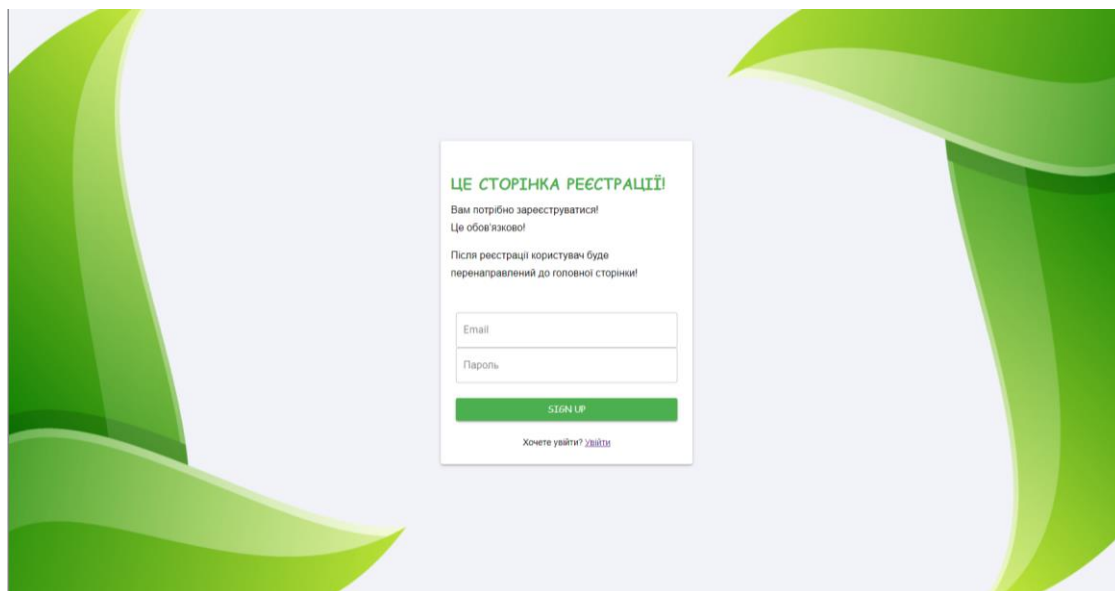 ЦЕ СТОРІНКА РЕЄСТРАЦІЇ!
Вам потрібно зареєструватися!
Це обов'язково!
Після реєстрації користувач буде
перенаправлений до головної сторінки!
Email
Пароль
SIGN UP
Хочете увійти? Увійти